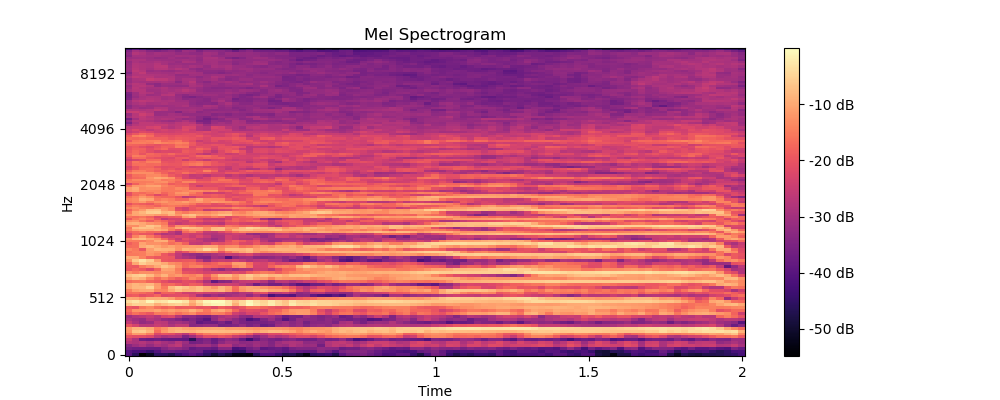 Mel Spectrogram
8192
4096
2048
1024
512
0
Hz
0 0.5 1 1.5 2
Time
-10 dB
-20 dB
-30 dB
-40 dB
-50 dB